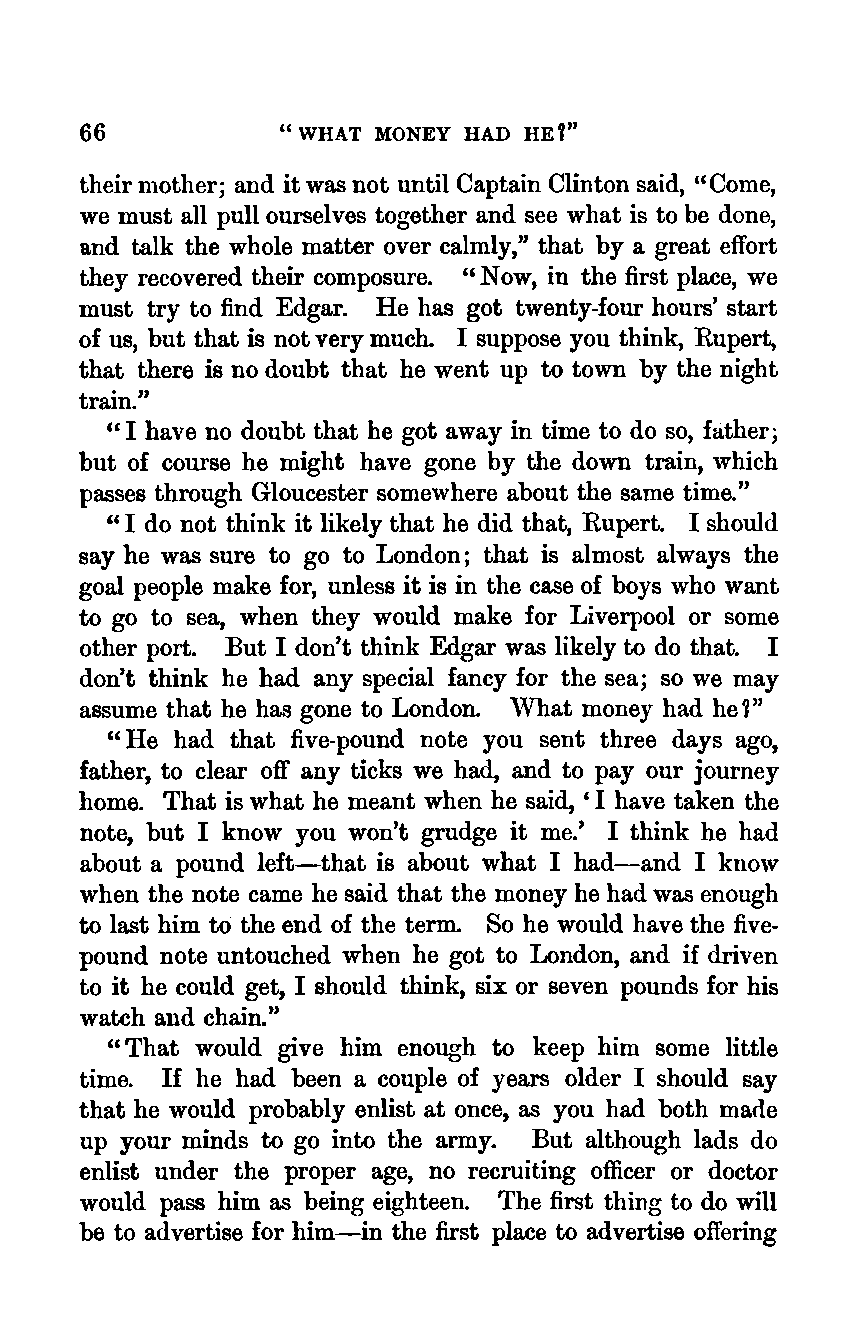 66 “WHAT MONEY HAD HE?”
their mother; and it was not until Captain Clinton said, “Come,
we must all pull ourselves together and see what is to be done,
and talk the whole matter over calmly,” that by a great effort
they recovered their composure. “Now, in the first place, we
must try to find Edgar. He has got twenty-four hours’ start
of us, but that is not very much. I suppose you think, Rupert,
that there is no doubt that he went up to town by the night
train.”
“I have no doubt that he got away in time to do so, father;
but of course he might have gone by the down train, which
passes through Gloucester somewhere about the same time.”
“I do not think it likely that he did that, Rupert. I should
say he was sure to go to London; that is almost always the
goal people make for, unless it is in the case of boys who want
to go to sea, when they would make for Liverpool or some
other port. But I don’t think Edgar was likely to do that. I
don’t think he had any special fancy for the sea; so we may
assume that he has gone to London. What money had he?”
“He had that five-pound note you sent three days ago,
father, to clear off any ticks we had, and to pay our journey
home. That is what he meant when he said, ‘I have taken the
note, but I know you won’t grudge it me.’ I think he had
about a pound left—that is about what I had—and I know
when the note came he said that the money he had was enough
to last him to the end of the term. So he would have the five-
pound note untouched when he got to London, and if driven
to it he could get, I should think, six or seven pounds for his
watch and chain.”
“That would give him enough to keep him some little
time. If he had been a couple of years older I should say
that he would probably enlist at once, as you had both made
up your minds to go into the army. But although lads do
enlist under the proper age, no recruiting officer or doctor
would pass him as being eighteen. The first thing to do will
be to advertise for him—in the first place to advertise offering